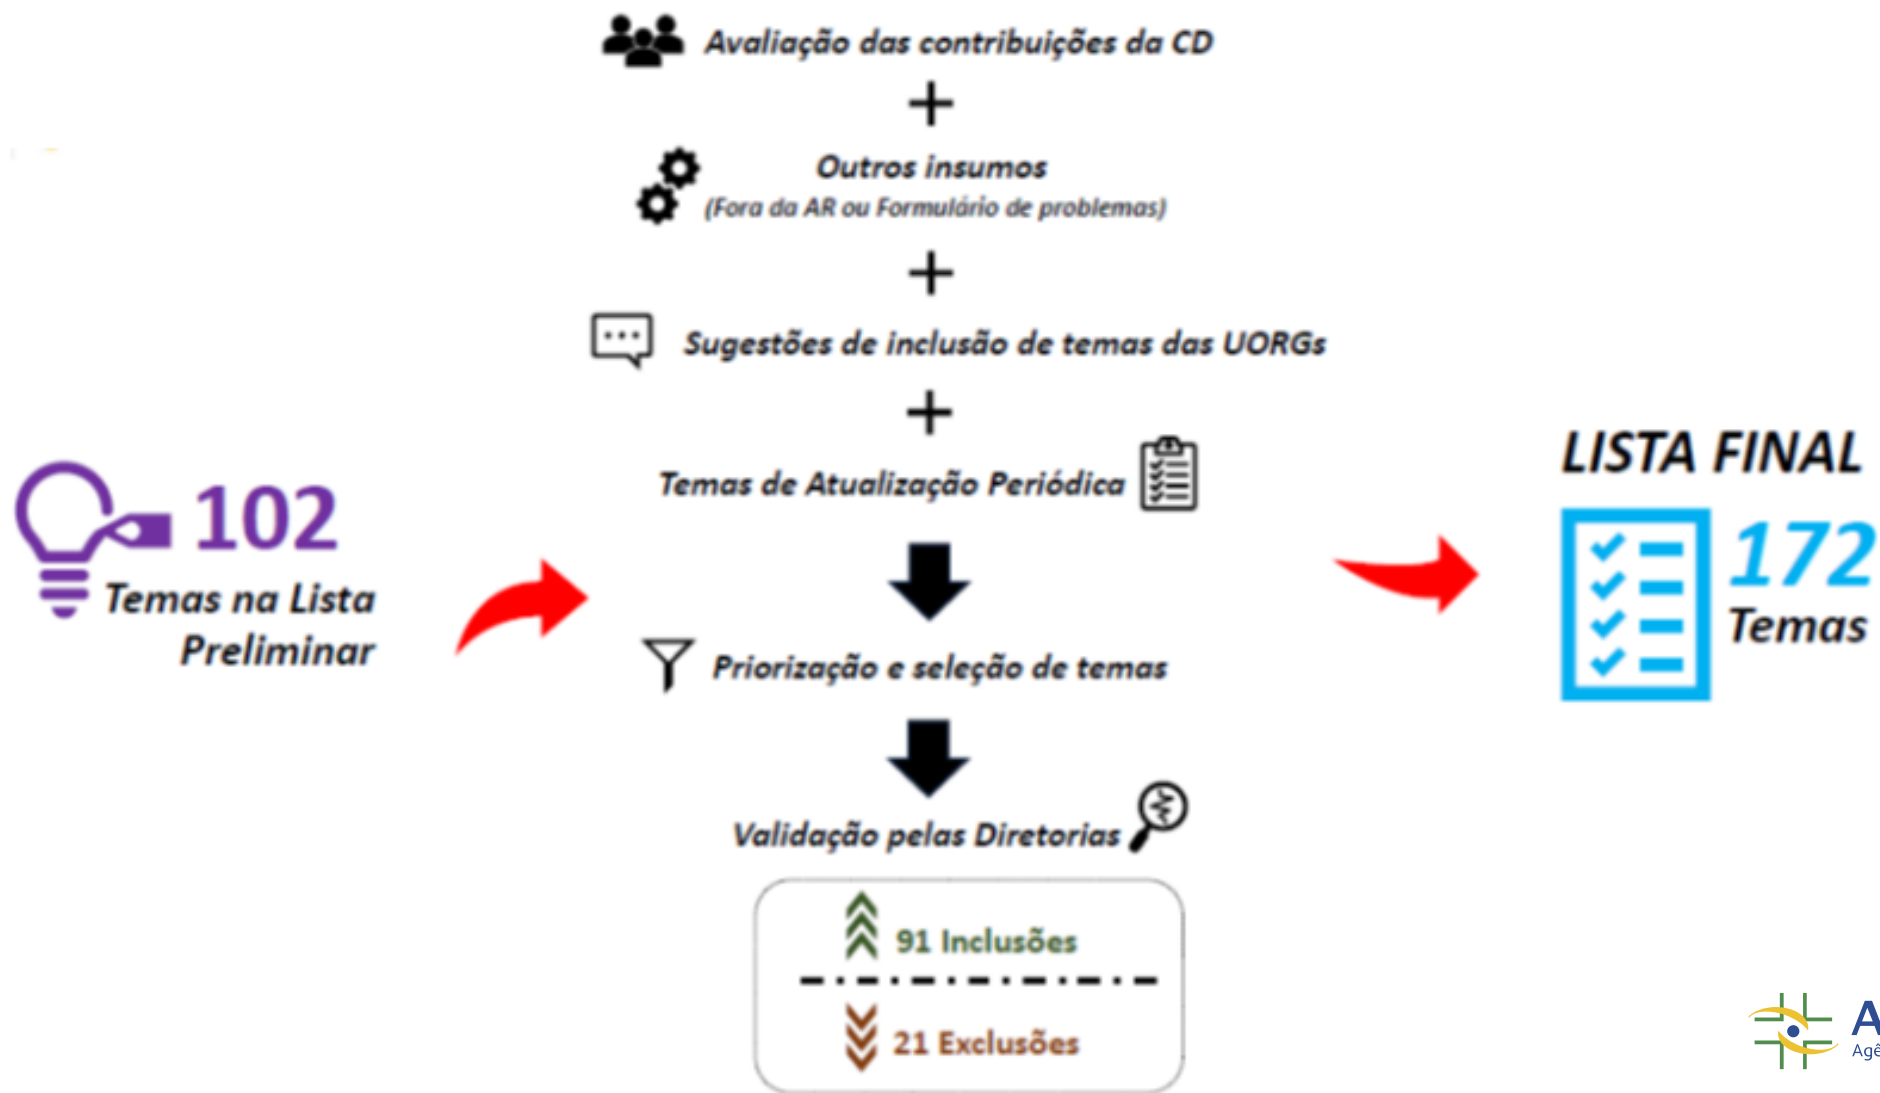 Avaliação das contribuições da CD
+
Outros insumos
(Fora da AR ou Formulário de problemas)
+
Sugestões de inclusão de temas das UORGs
+
Temas de Atualização Periódica
102
Temas na Lista
Preliminar
Priorização e seleção de temas
Validação pelas Diretorias
91 Inclusões
21 Exclusões
LISTA FINAL
172
Temas
A
Agê